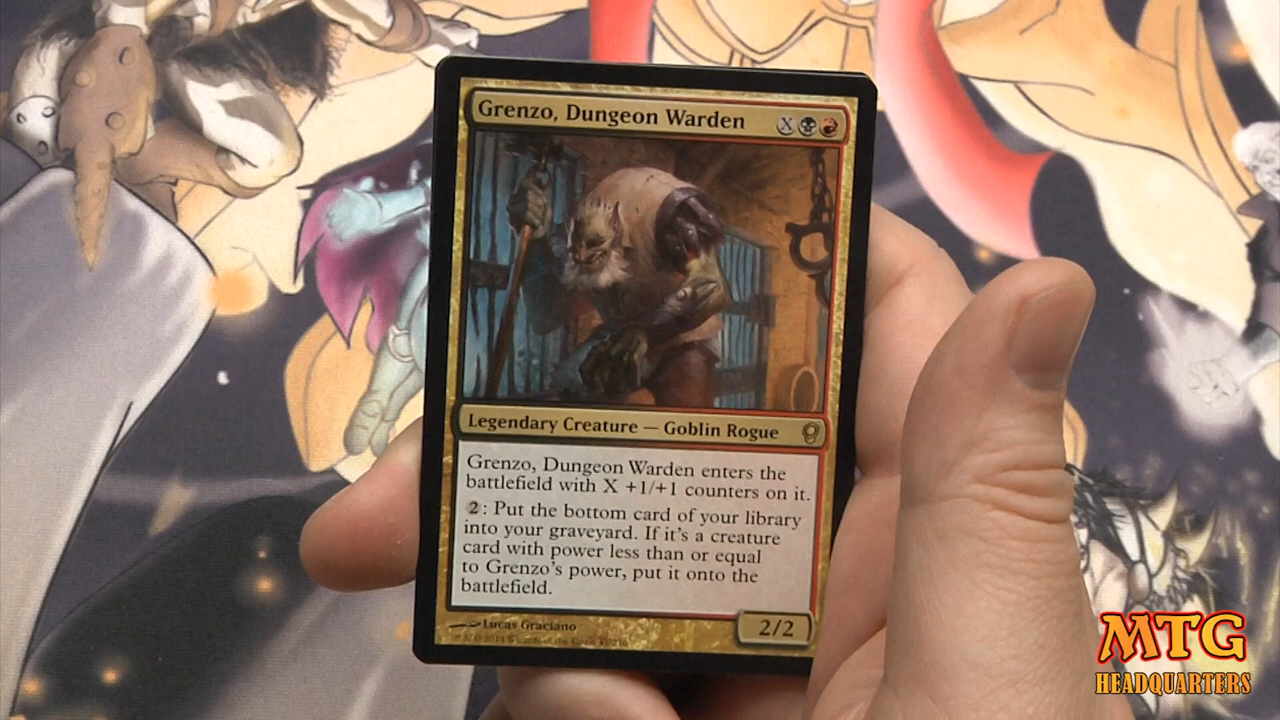 Grenzo, Dungeon Warden X
Legendary Creature — Goblin Rogue
Grenzo, Dungeon Warden enters the
battlefield with X +1/+1 counters on it.
2: Put the bottom card of your library
into your graveyard. If it's a creature
card with power less than or equal
to Grenzo's power, put it onto the
battlefield.
2/2
Lucas Graciano
MTG
HEADQUARTERS